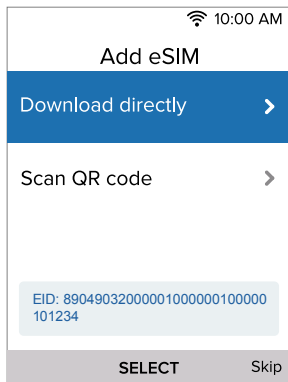 10:00 AM
Add eSIM
Download directly
Scan QR code
EID: 89049032000001000000100000
101234
SELECT Skip